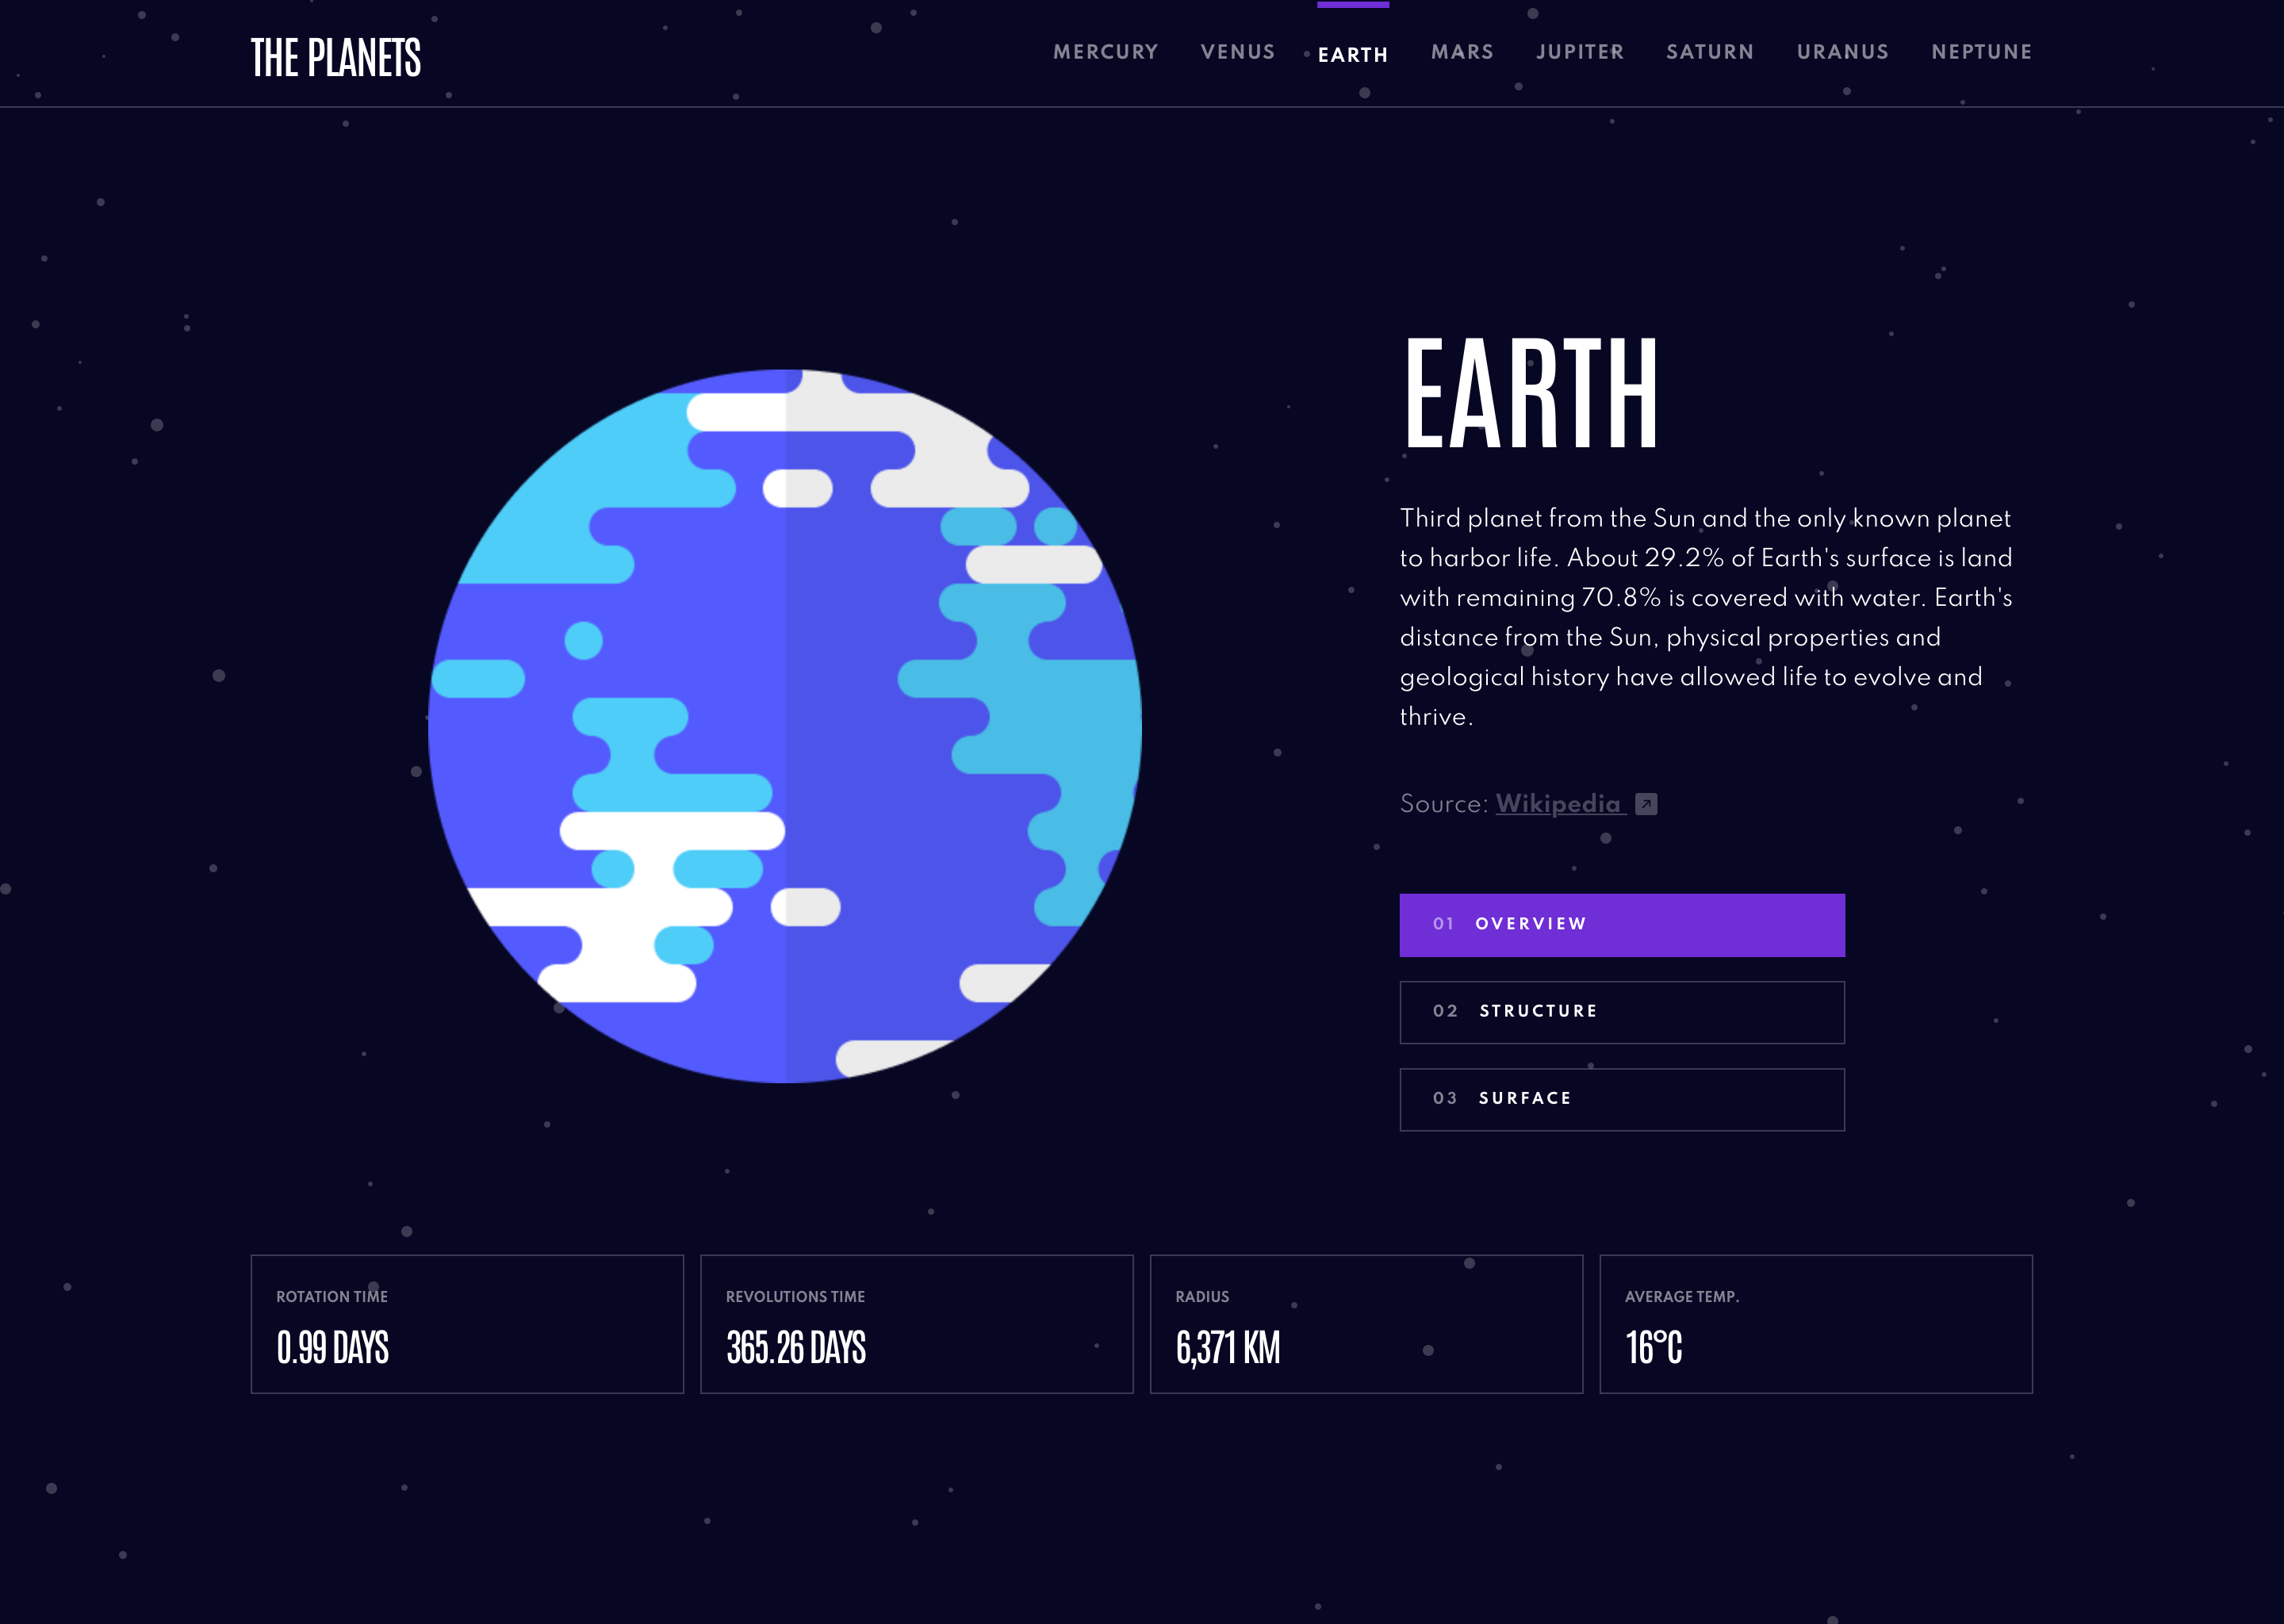 THE PLANETS
MERCURY VENUS EARTH MARS JUPITER SATURN URANUS NEPTUNE
EARTH
Third planet from the Sun and the only known planet
to harbor life. About 29.2% of Earth's surface is land
with remaining 70.8% is covered with water. Earth's
distance from the Sun, physical properties and
geological history have allowed life to evolve and
thrive.
Source: Wikipedia
01 OVERVIEW
02 STRUCTURE
03 SURFACE
ROTATION TIME
0.99 DAYS
REVOLUTIONS TIME
365.26 DAYS
RADIUS
6,371 KM
AVERAGE TEMP.
16°C